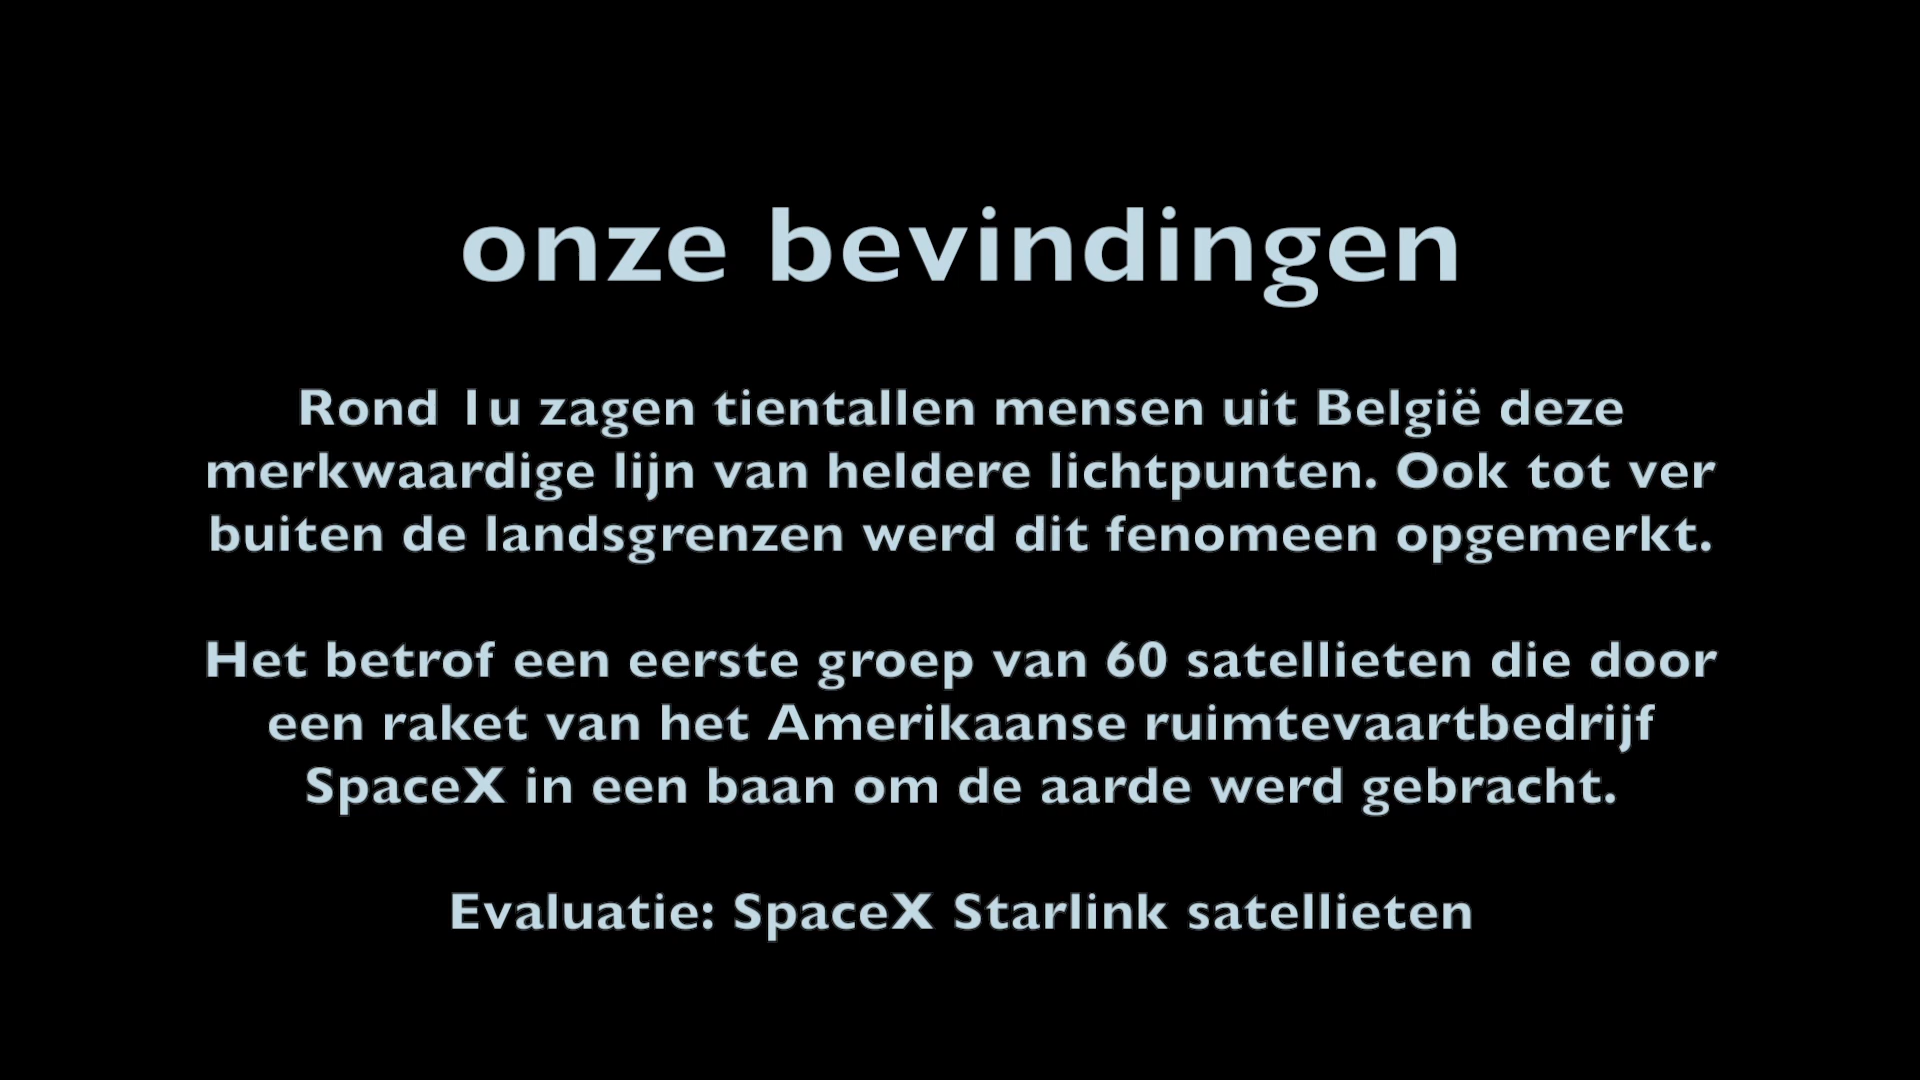 onze bevindingen
Rond 1u zagen tientallen mensen uit België deze
merkwaardige lijn van heldere lichtpunten. Ook tot ver
buiten de landsgrenzen werd dit fenomeen opgemerkt.
Het betrof een eerste groep van 60 satellieten die door
een raket van het Amerikaanse ruimtevaartbedrijf
SpaceX in een baan om de aarde werd gebracht.
Evaluatie: SpaceX Starlink satellieten